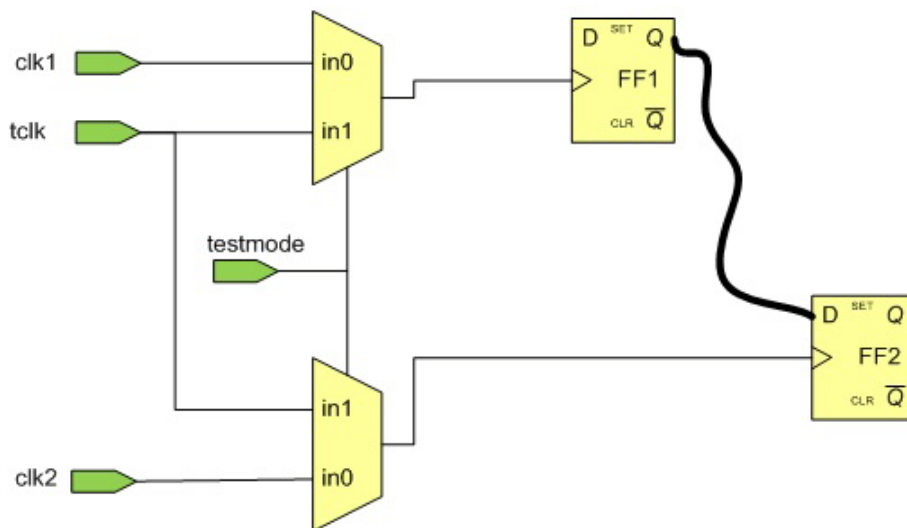 clk1
in0
tclk
in1
testmode
in1
clk2
in0
D SET Q
FF1
CLR Q
D SET Q
FF2
CLR Q